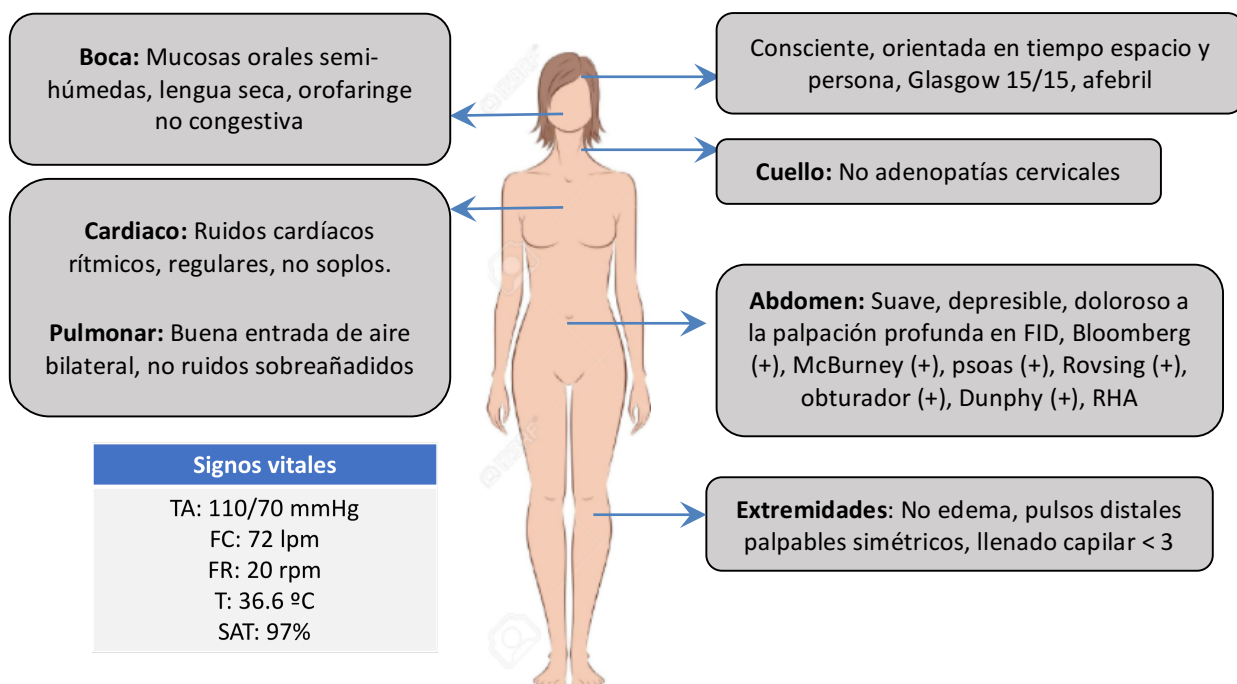 Boca: Mucosas orales semi-
húmedas, lengua seca, orofaringe
no congestiva
Consciente, orientada en tiempo espacio y
persona, Glasgow 15/15, afebril
Cuello: No adenopatías cervicales
Cardiaco: Ruidos cardíacos
rítmicos, regulares, no soplos.
Pulmonar: Buena entrada de aire
bilateral, no ruidos sobreañadidos
Abdomen: Suave, depresible, doloroso a
la palpación profunda en FID, Bloomberg
(+), McBurney (+), psoas (+), Rovsing (+),
obturador (+), Dunphy (+), RHA
Signos vitales
TA: 110/70 mmHg
FC: 72 lpm
FR: 20 rpm
T: 36.6 ºC
SAT: 97%
Extremidades: No edema, pulsos distales
palpables simétricos, llenado capilar < 3